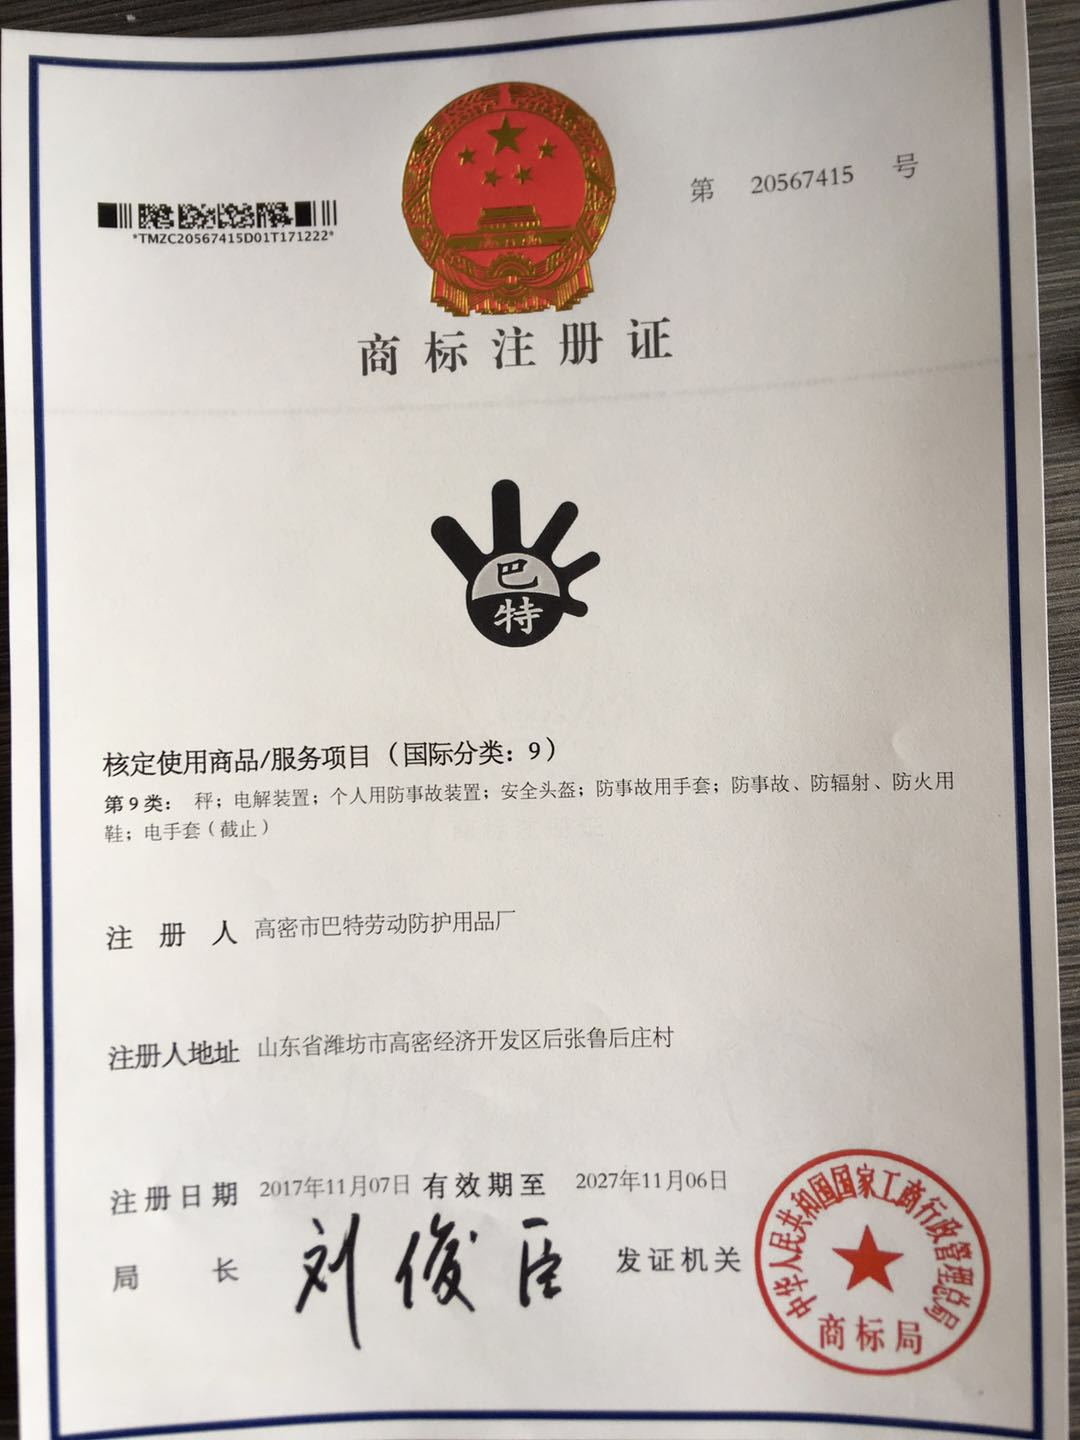 第 20567415 号
*TMZC20567415D01T171222*
商标注册证
巴
特
核定使用商品/服务项目（国际分类：9）
第9类： 秤；电解装置；个人用防事故装置；安全头盔；防事故用手套；防事故、防辐射、防火用
鞋；电手套（截止）
注册人 高密市巴特劳动防护用品厂
注册人地址 山东省潍坊市高密经济开发区后张鲁后庄村
注册日期 2017年11月07日 有效期至 2027年11月06日
局长 刘俊臣 发证机关
中华人民共和国国家工商行政管理总局
商标局